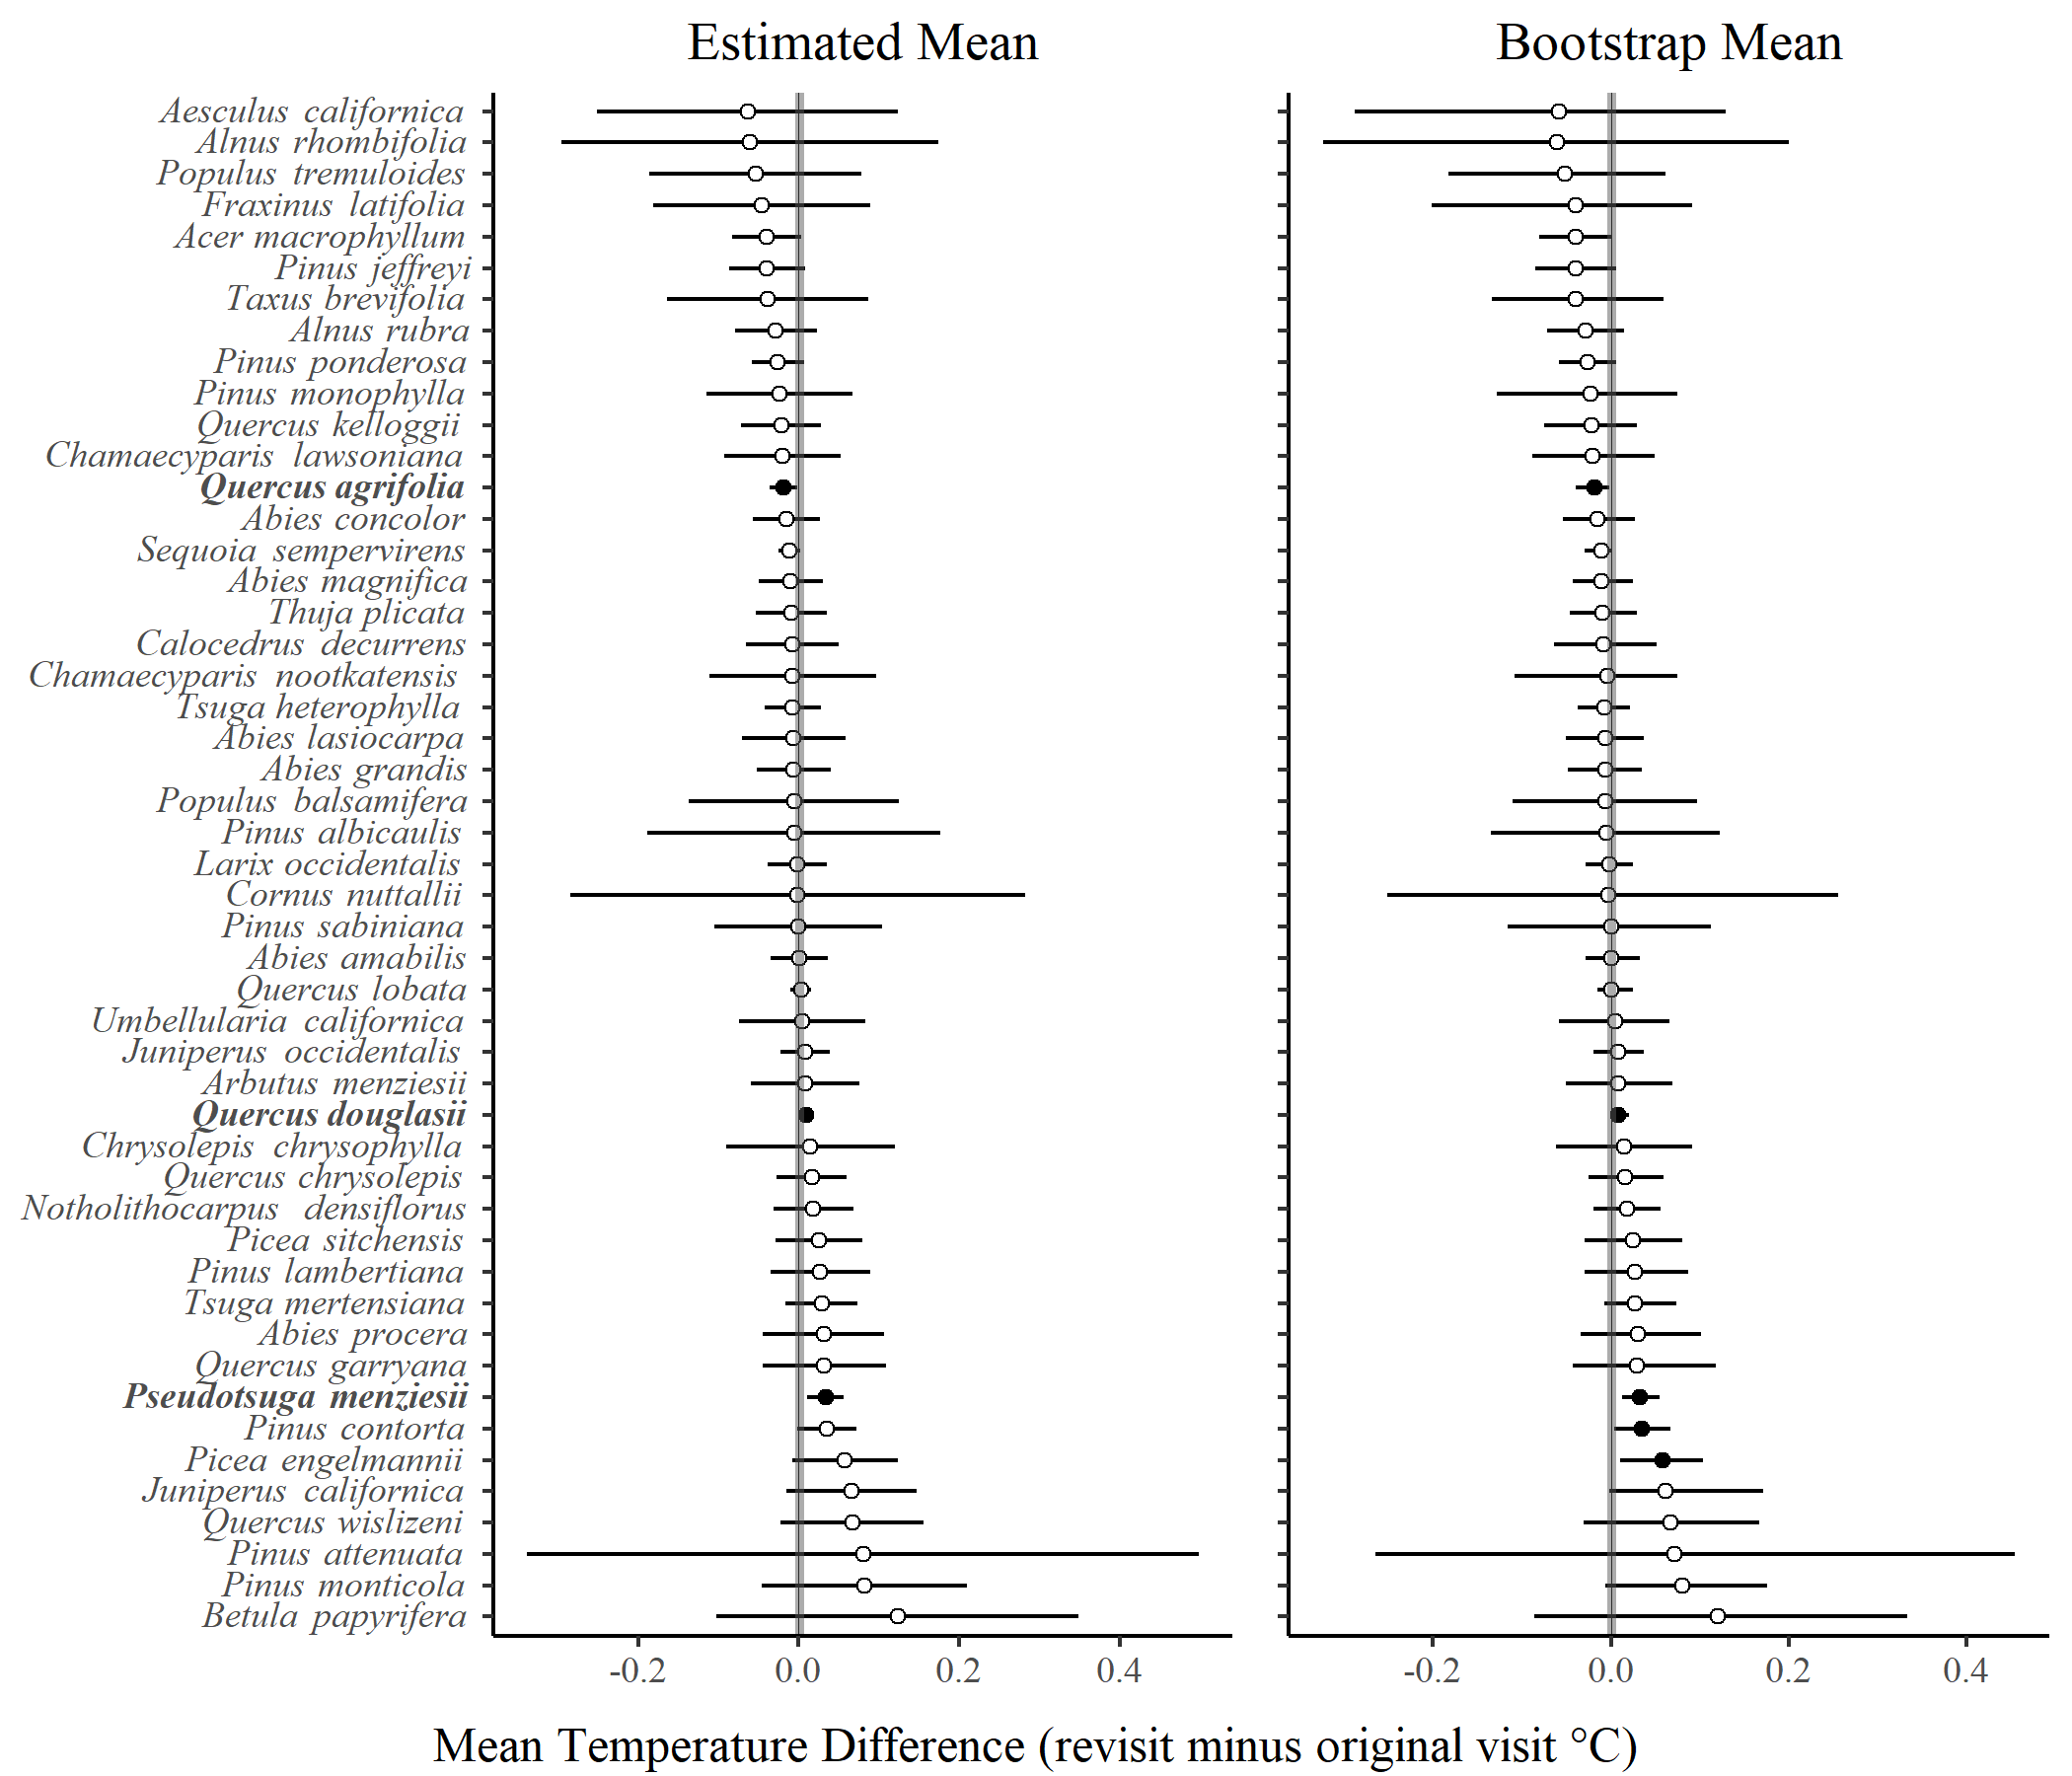 Estimated Mean
Bootstrap Mean
Aesculus californica
Alnus rhombifolia
Populus tremuloides
Fraxinus latifolia
Acer macrophyllum
Pinus jeffreyi
Taxus brevifolia
Alnus rubra
Pinus ponderosa
Pinus monophylla
Quercus kelloggii
Chamaecyparis lawsoniana
Quercus agrifolia
Abies concolor
Sequoia sempervirens
Abies magnifica
Thuja plicata
Calocedrus decurrens
Chamaecyparis nootkatensis
Tsuga heterophylla
Abies lasiocarpa
Abies grandis
Populus balsamifera
Pinus albicaulis
Larix occidentalis
Cornus nuttallii
Pinus sabiniana
Abies amabilis
Quercus lobata
Umbellularia californica
Juniperus occidentalis
Arbutus menziesii
Quercus douglasii
Chrysolepis chrysophylla
Quercus chrysolepis
Notholithocarpus densiflorus
Picea sitchensis
Pinus lambertiana
Tsuga mertensiana
Abies procera
Quercus garryana
Pseudotsuga menziesii
Pinus contorta
Picea engelmannii
Juniperus californica
Quercus wislizeni
Pinus attenuata
Pinus monticola
Betula papyrifera
-0.2 0.0 0.2 0.4
-0.2 0.0 0.2 0.4
Mean Temperature Difference (revisit minus original visit °C)